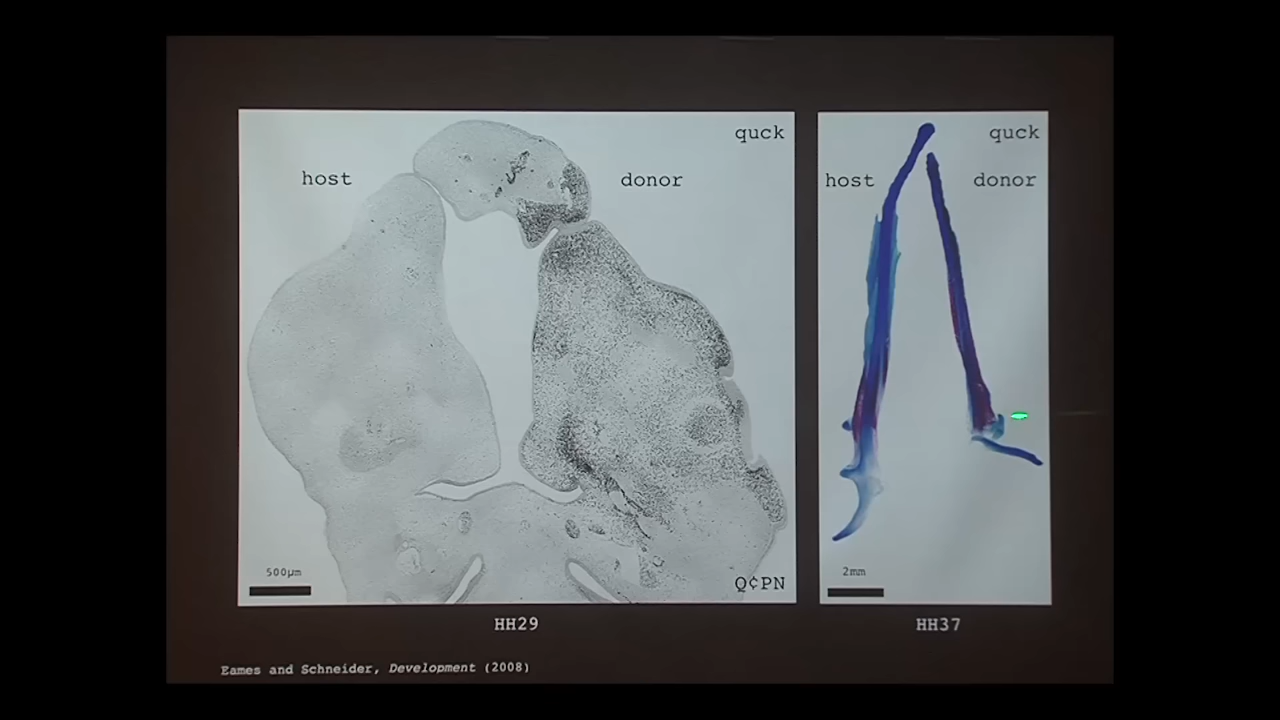 quck
host
donor
500µm
Q¢PN
HH29
quck
host
donor
2mm
HH37
Eames and Schneider, Development (2008)